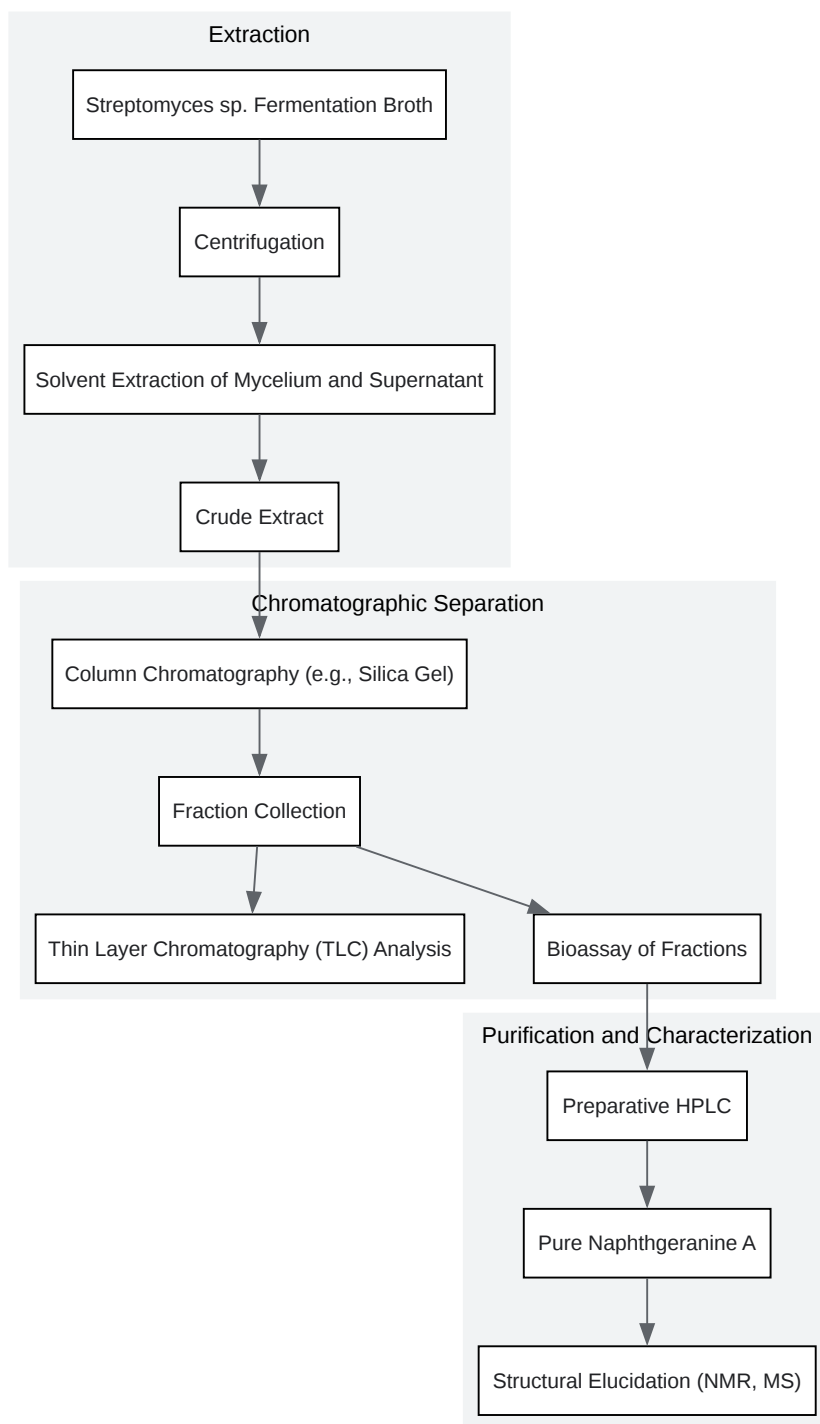 Extraction
Streptomyces sp. Fermentation Broth
Centrifugation
Solvent Extraction of Mycelium and Supernatant
Crude Extract
Chromatographic Separation
Column Chromatography (e.g., Silica Gel)
Fraction Collection
Thin Layer Chromatography (TLC) Analysis
Bioassay of Fractions
Purification and Characterization
Preparative HPLC
Pure Naphthgeranine A
Structural Elucidation (NMR, MS)